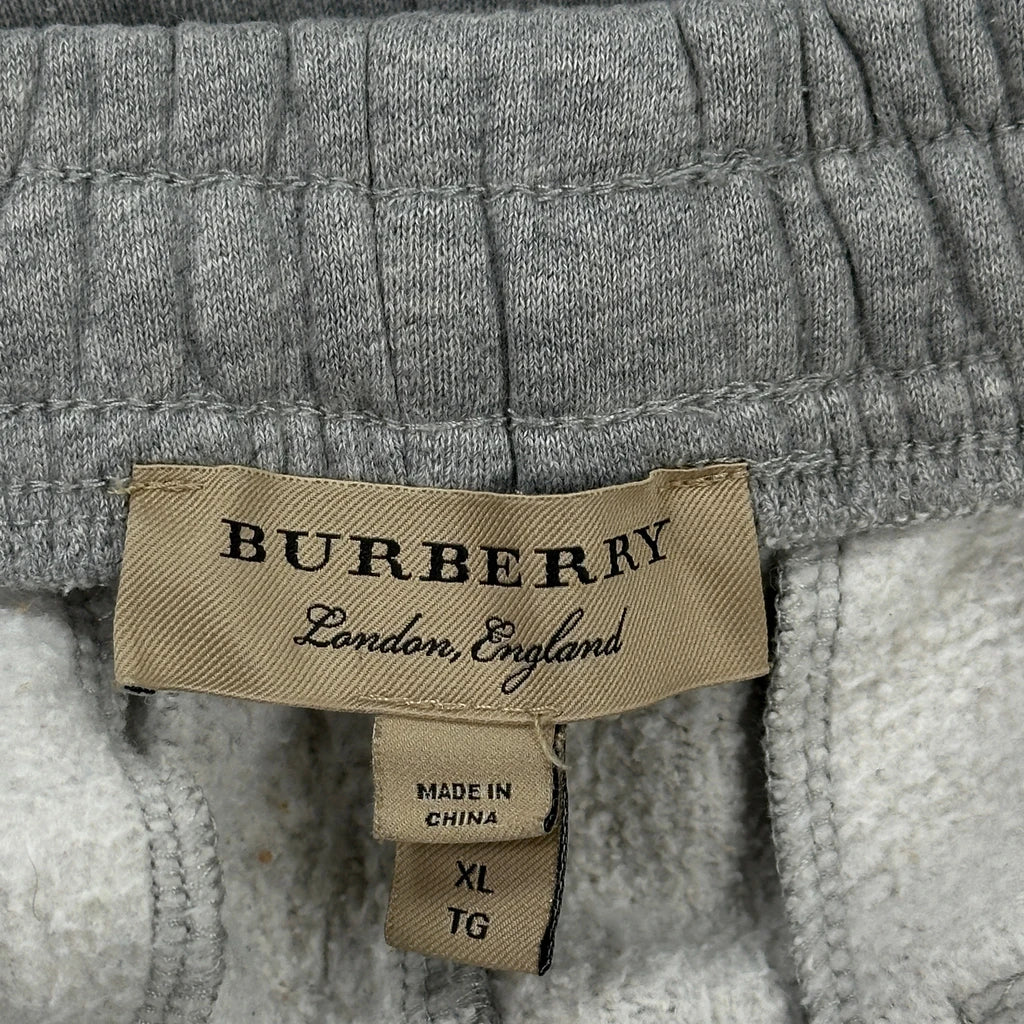 BURBERRY
London, England
MADE IN
CHINA
XL
TG